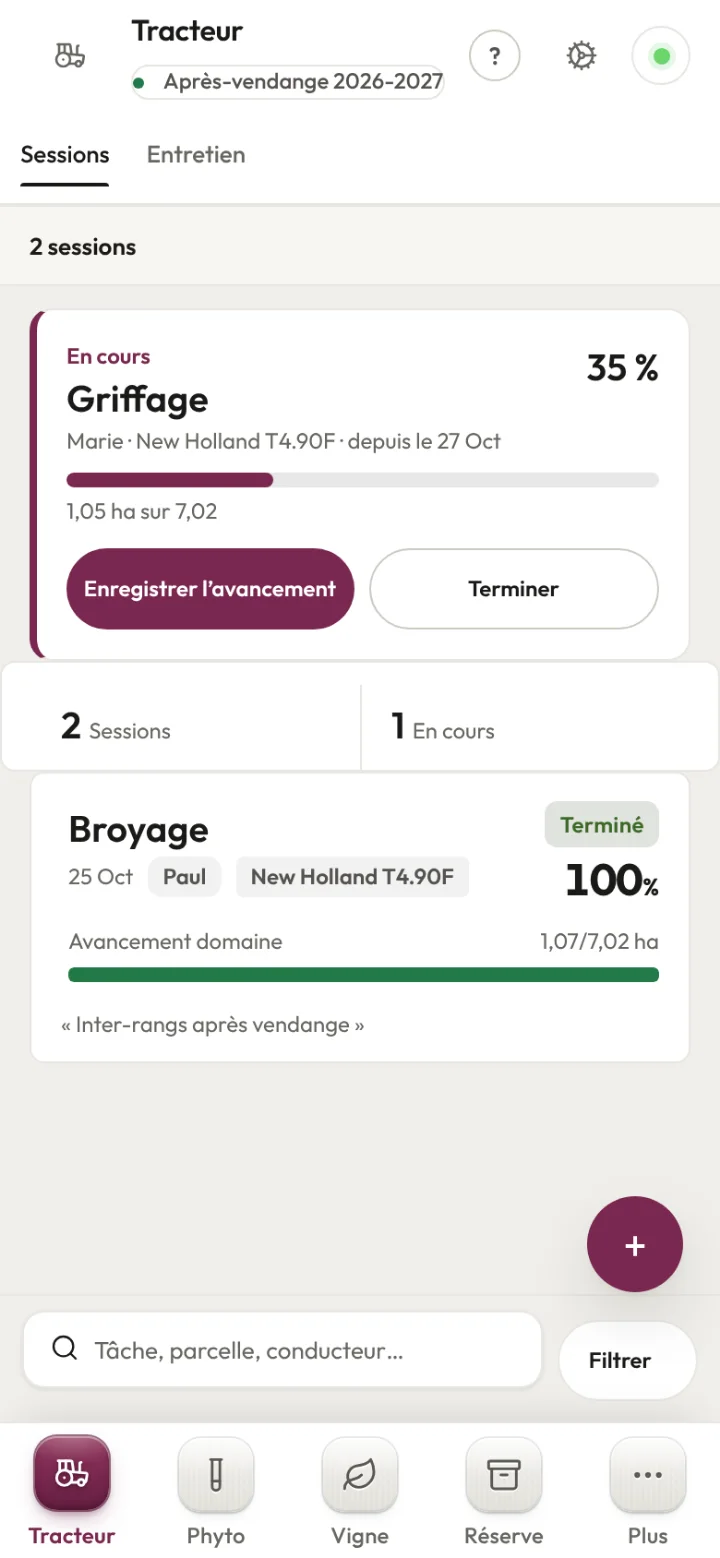 Tracteur
?
Après-vendange 2026-2027
Sessions
Entretien
2 sessions
En cours
35 %
Griffage
Marie · New Holland T4.90F · depuis le 27 Oct
1,05 ha sur 7,02
Enregistrer l’avancement
Terminer
2 Sessions
1 En cours
Broyage
Terminé
25 Oct
Paul
New Holland T4.90F
100%
Avancement domaine
1,07/7,02 ha
« Inter-rangs après vendange »
+
Tâche, parcelle, conducteur...
Filtrer
Tracteur
Phyto
Vigne
Réserve
Plus